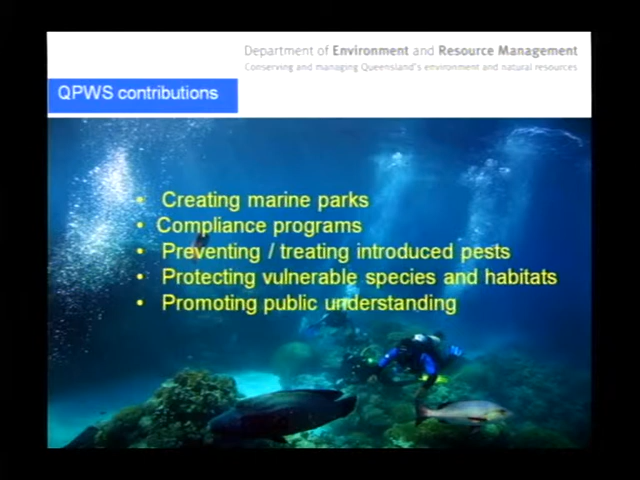 Department of Environment and Resource Management
Conserving and managing Queensland's environment and natural resources
QPWS contributions
• Creating marine parks
• Compliance programs
• Preventing / treating introduced pests
• Protecting vulnerable species and habitats
• Promoting public understanding